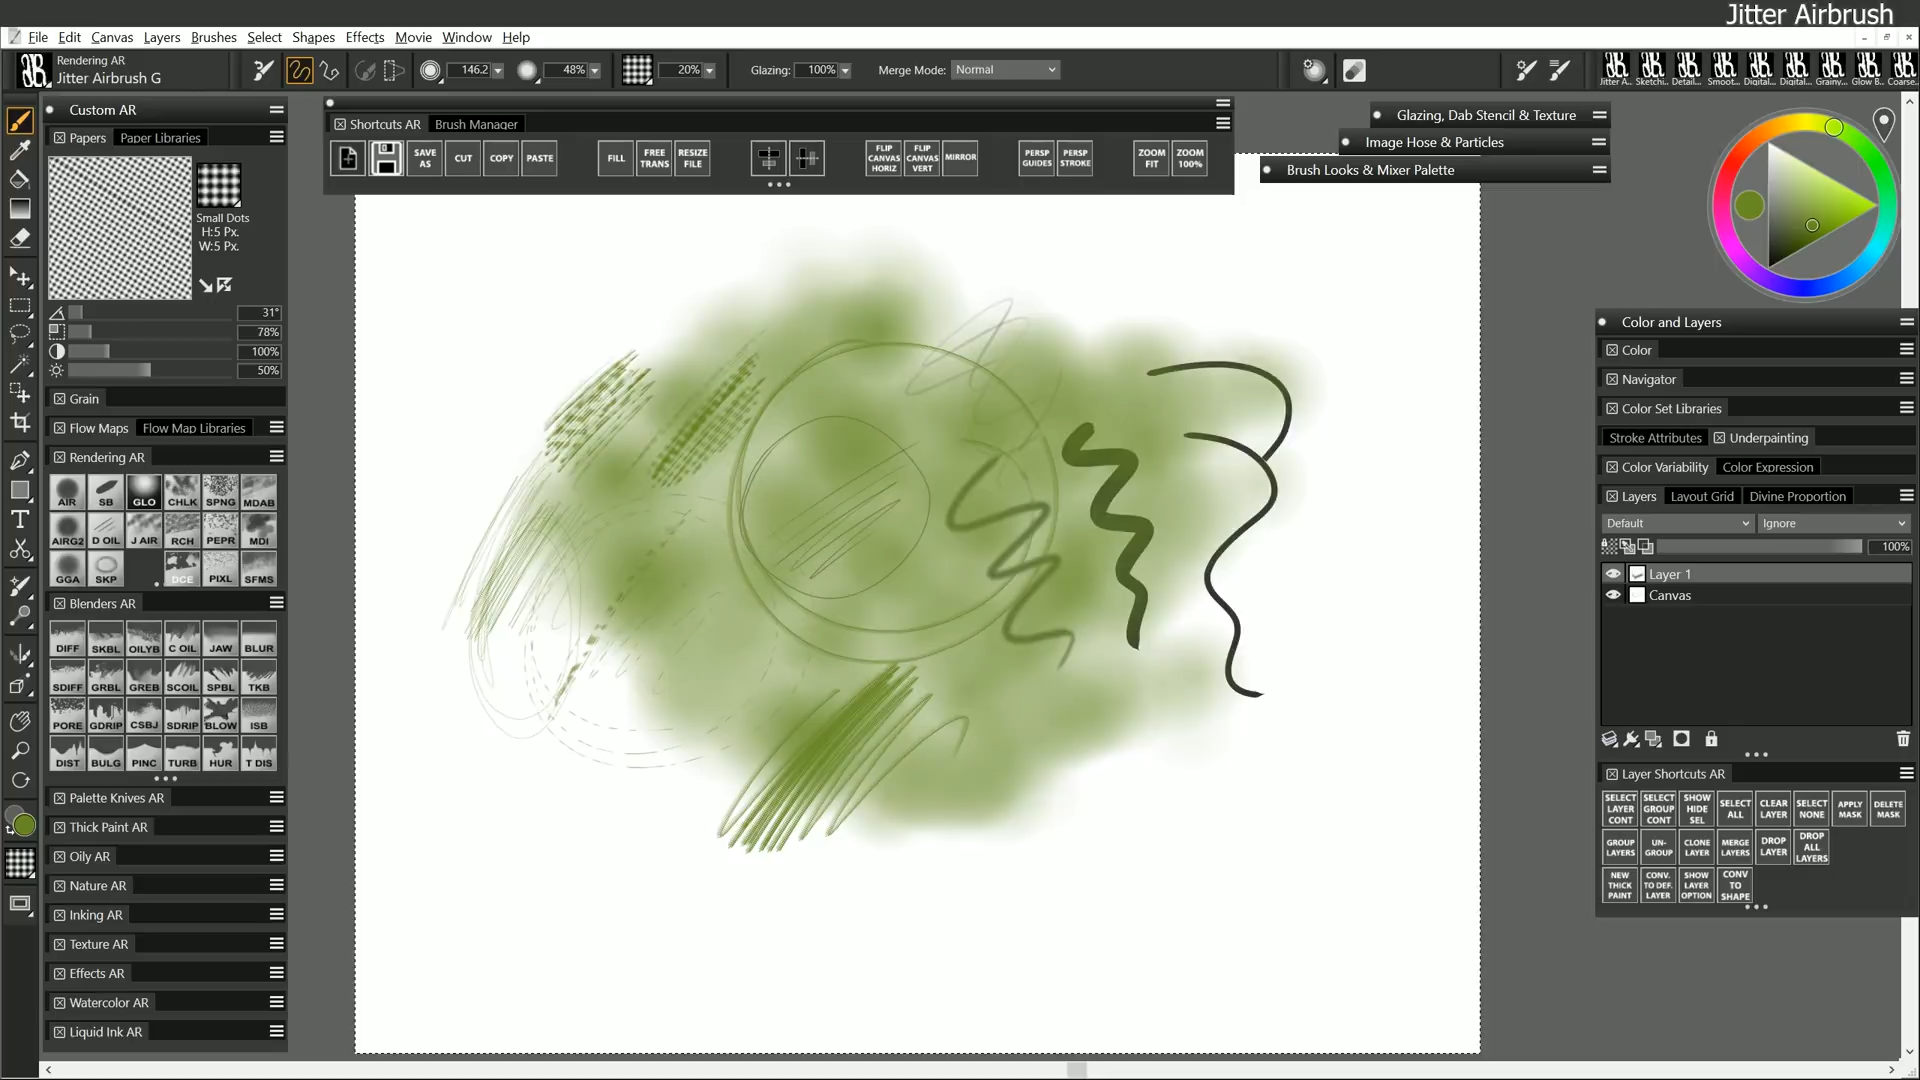 Jitter Airbrush
File Edit Canvas Layers Brushes Select Shapes Effects Movie Window Help
Rendering AR
Jitter Airbrush G
146.2 48% 20% Glazing: 100% Merge Mode: Normal
Jitter A.. Sketchi.. Detail... Smoot... Digital... Digital... Grainy... Glow B... Coarse...
Custom AR
Papers Paper Libraries
Small Dots
H:5 Px.
W:5 Px.
31°
78%
100%
50%
Grain
Flow Maps Flow Map Libraries
Rendering AR
AIR SB GLO CHLK SPNG MDAB
AIRG2 D OIL J AIR RCH PEPR MDI
GGA SKP DCE PIXL SFMS
Blenders AR
DIFF SKBL OILYB C OIL JAW BLUR
SDIFF GRBL GREB SCOIL SPBL TKB
PORE GDRIP CSBJ SDRIP BLOW ISB
DIST BULG PINC TURB HUR T DIS
Palette Knives AR
Thick Paint AR
Oily AR
Nature AR
Inking AR
Texture AR
Effects AR
Watercolor AR
Liquid Ink AR
Shortcuts AR Brush Manager
SAVE AS CUT COPY PASTE FILL FREE TRANS RESIZE FILE FLIP CANVAS HORIZ FLIP CANVAS VERT MIRROR PERSP GUIDES PERSP STROKE ZOOM FIT ZOOM 100%
Glazing, Dab Stencil & Texture
Image Hose & Particles
Brush Looks & Mixer Palette
Color and Layers
Color
Navigator
Color Set Libraries
Stroke Attributes Underpainting
Color Variability Color Expression
Layers Layout Grid Divine Proportion
Default Ignore
100%
Layer 1
Canvas
Layer Shortcuts AR
SELECT LAYER CONT SELECT GROUP CONT SHOW HIDE SEL SELECT ALL CLEAR LAYER SELECT NONE APPLY MASK DELETE MASK
GROUP LAYERS UN-GROUP CLONE LAYER MERGE LAYERS DROP LAYER DROP ALL LAYERS
NEW THICK PAINT CONV. TO DEF. LAYER SHOW LAYER OPTION CONV TO SHAPE